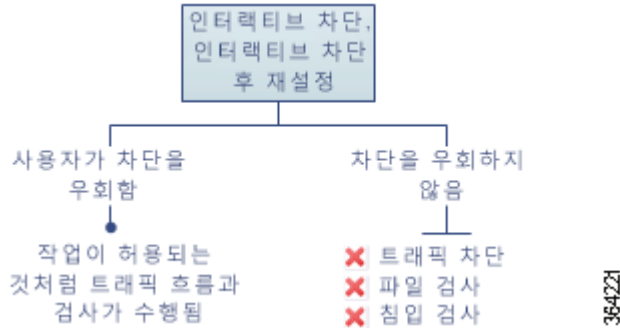 인터랙티브 차단,
인터랙티브 차단
후 재설정
사용자가 차단을
우회함
차단을 우회하지
않음
작업이 허용되는
것처럼 트래픽 흐름과
검사가 수행됨
트래픽 차단
파일 검사
침입 검사
364221